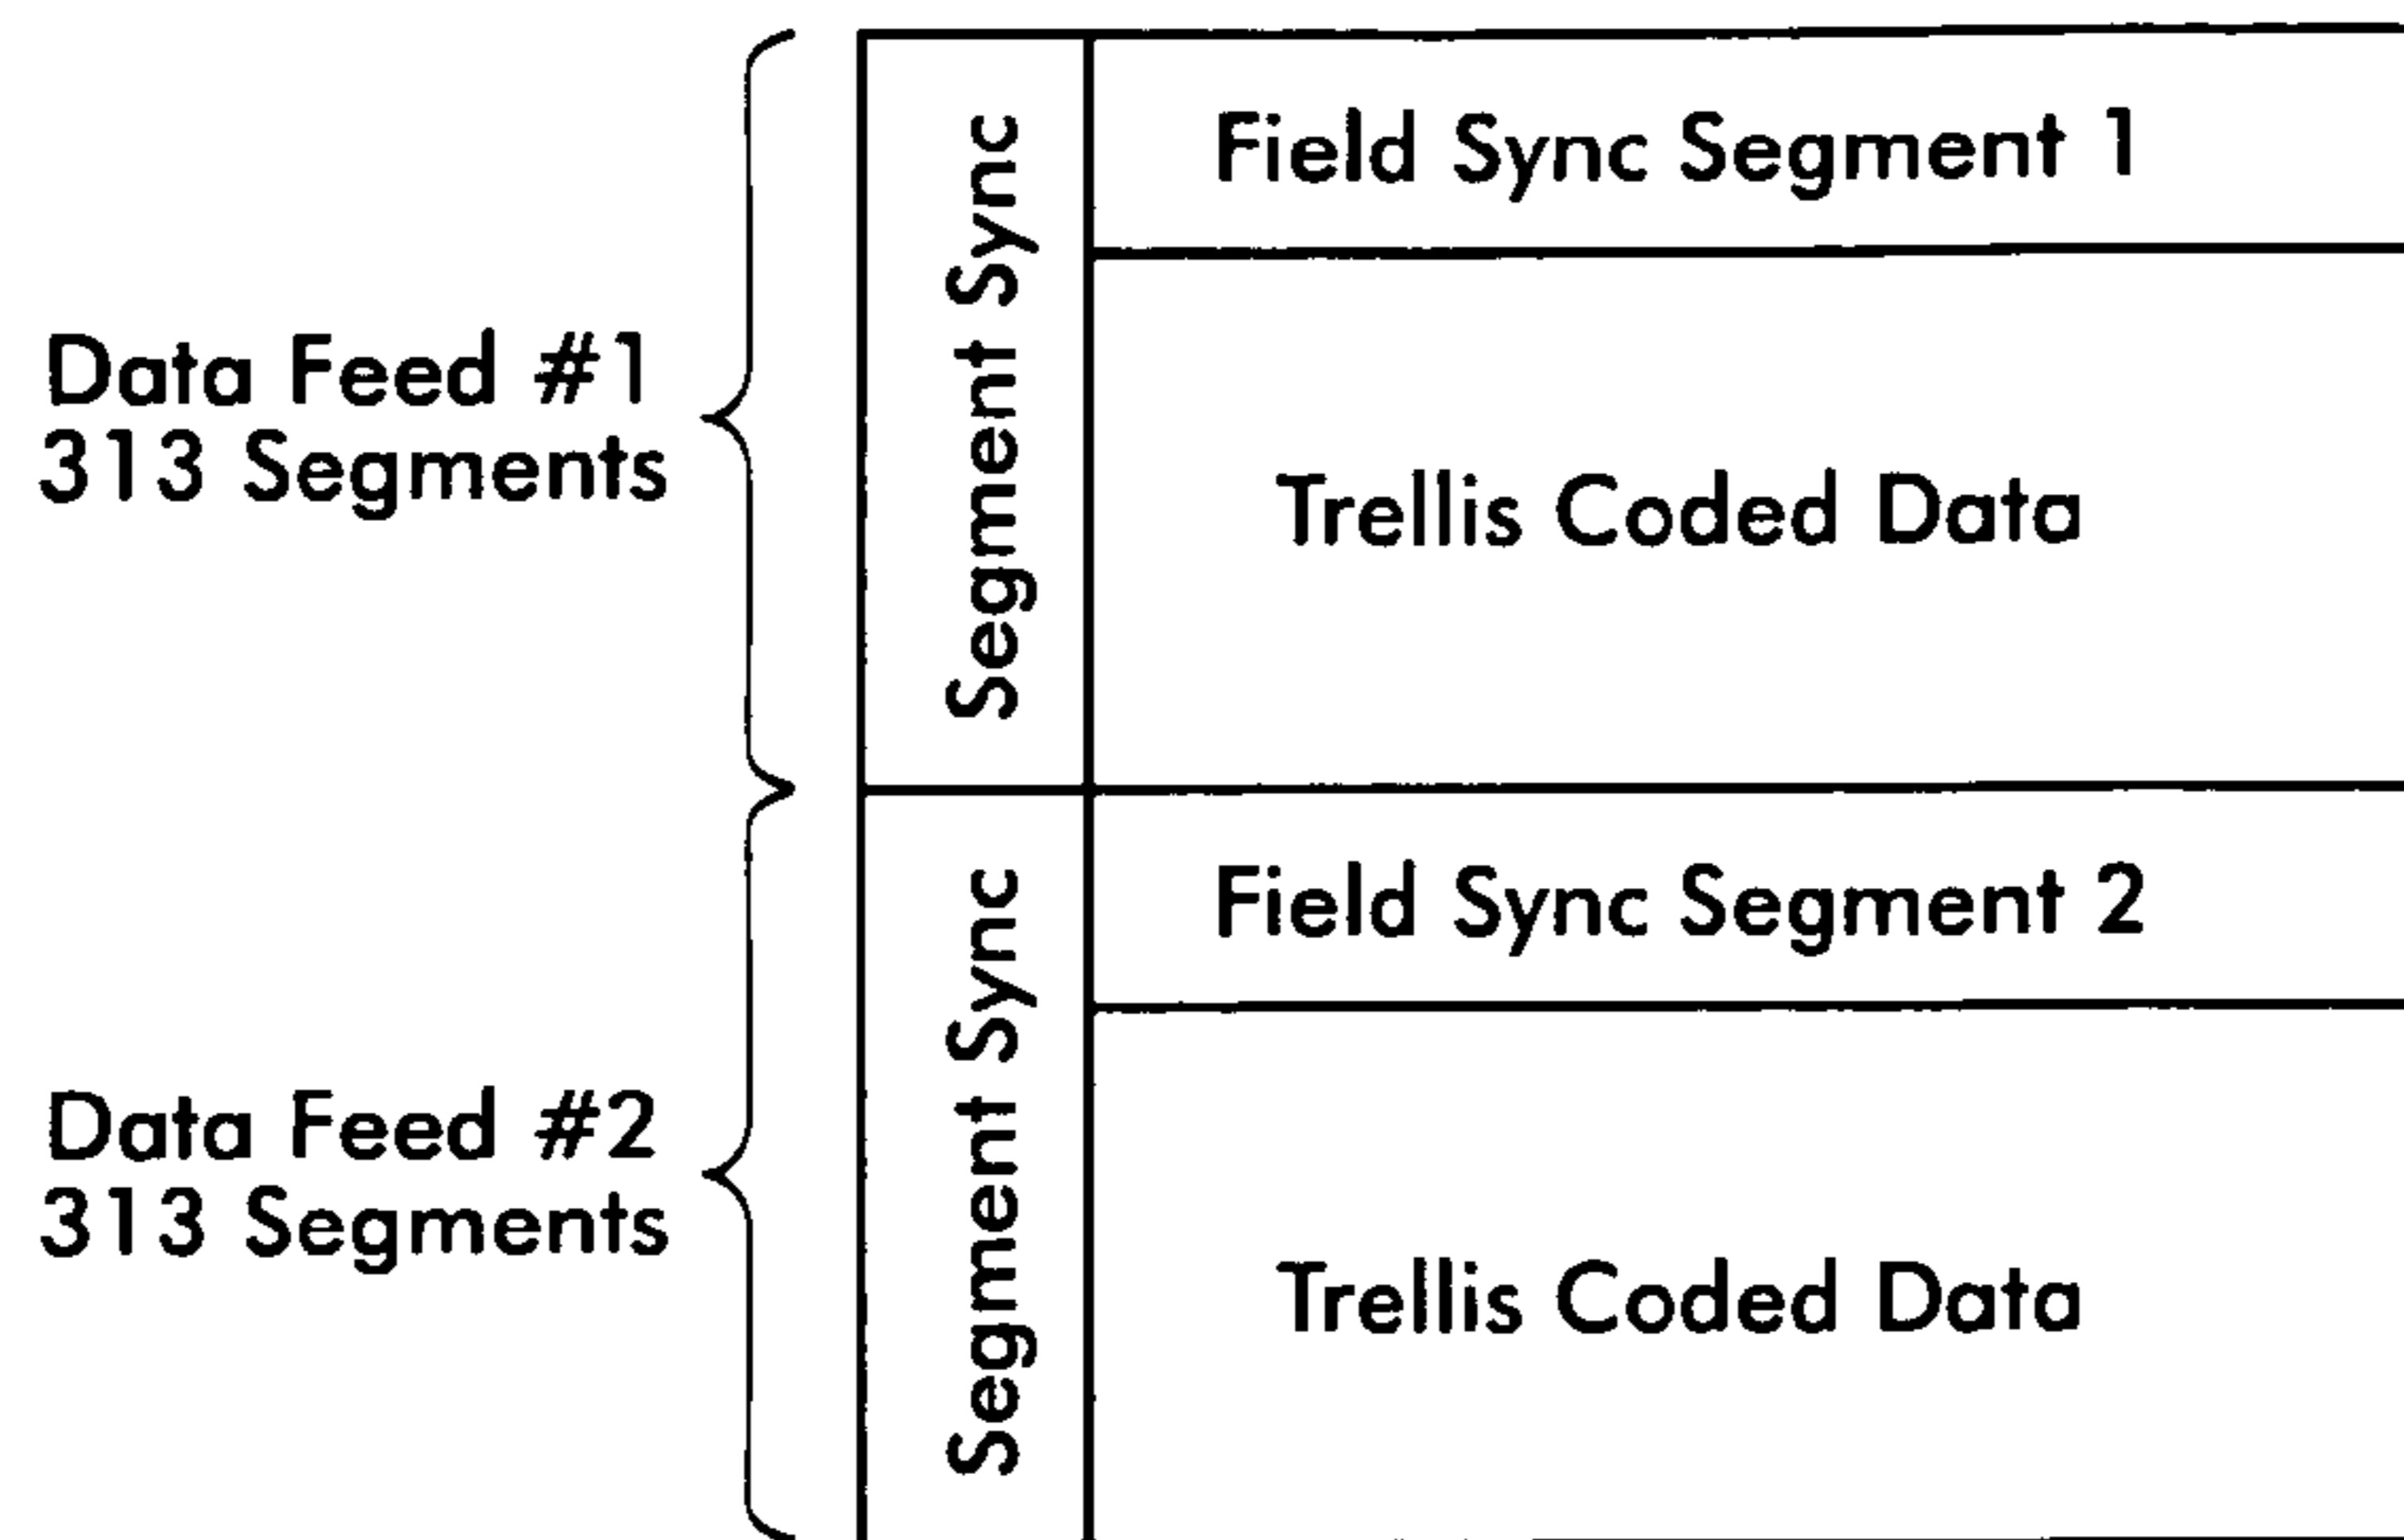 Data Feed #1
313 Segments
Segment Sync
Field Sync Segment 1
Trellis Coded Data
Data Feed #2
313 Segments
Segment Sync
Field Sync Segment 2
Trellis Coded Data